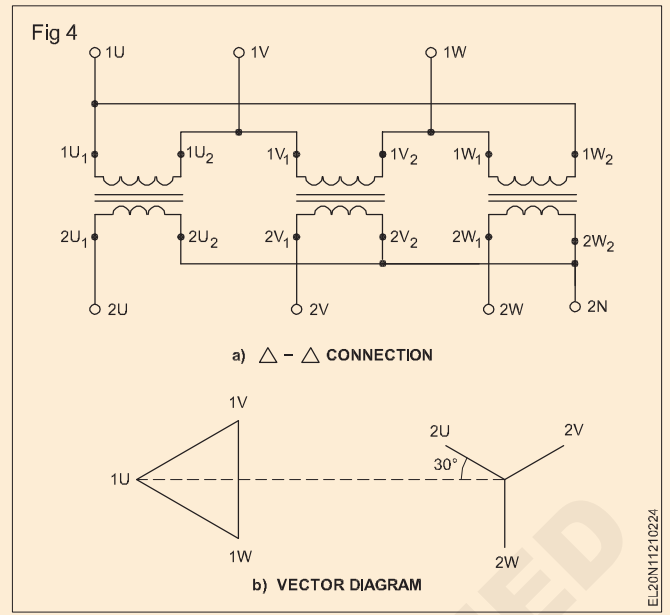 Fig 4
1U 1V 1W
1U₁ 1U₂ 1V₁ 1V₂ 1W₁ 1W₂
2U₁ 2U₂ 2V₁ 2V₂ 2W₁ 2W₂
2U 2V 2W 2N
a) △ – △ CONNECTION
1V
2U 2V
30°
1U
1W
2W
b) VECTOR DIAGRAM
EL20N11210224